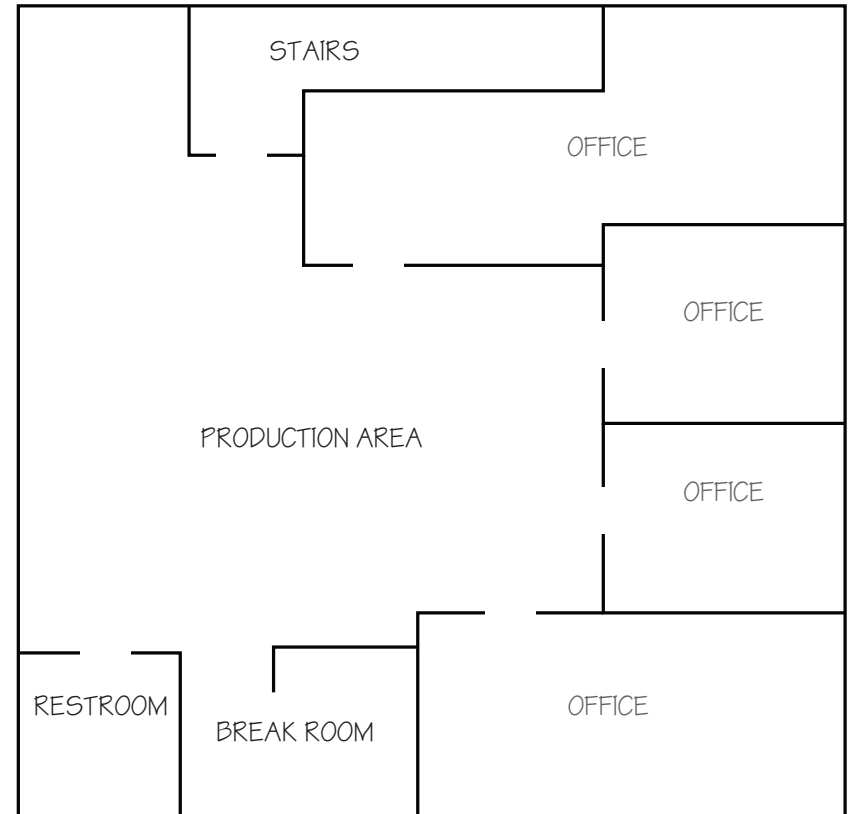 STAIRS
OFFICE
OFFICE
PRODUCTION AREA
OFFICE
RESTROOM
BREAK ROOM
OFFICE